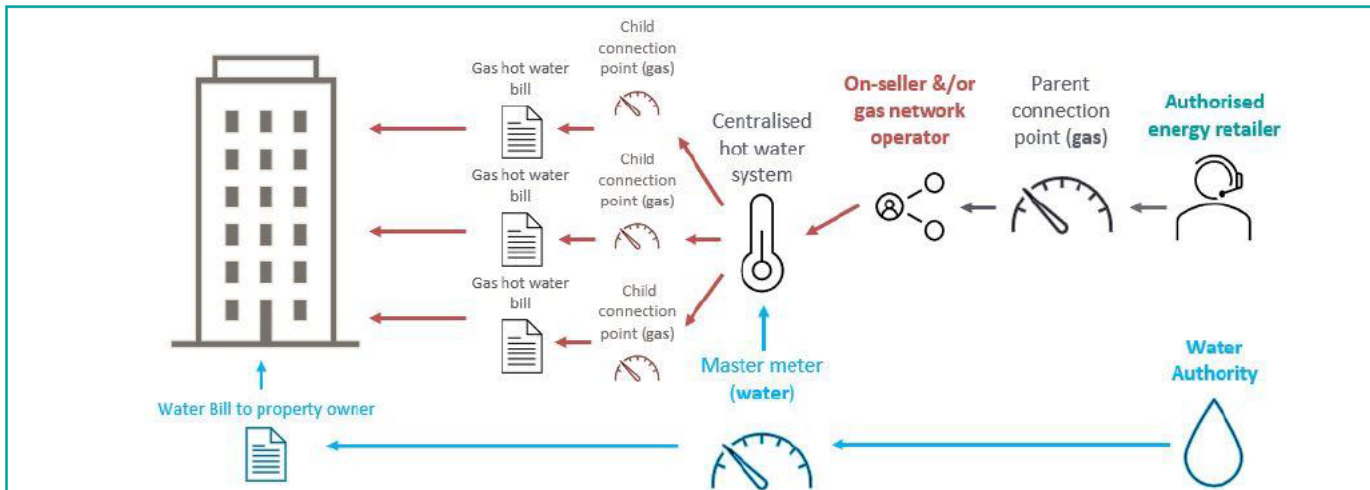 Child
connection
point (gas)
Gas hot water
bill
Child
connection
point (gas)
Gas hot water
bill
Child
connection
point (gas)
Gas hot water
bill
Centralised
hot water
system
On-seller &/or
gas network
operator
Parent
connection
point (gas)
Authorised
energy retailer
Master meter
(water)
Water
Authority
Water Bill to property owner